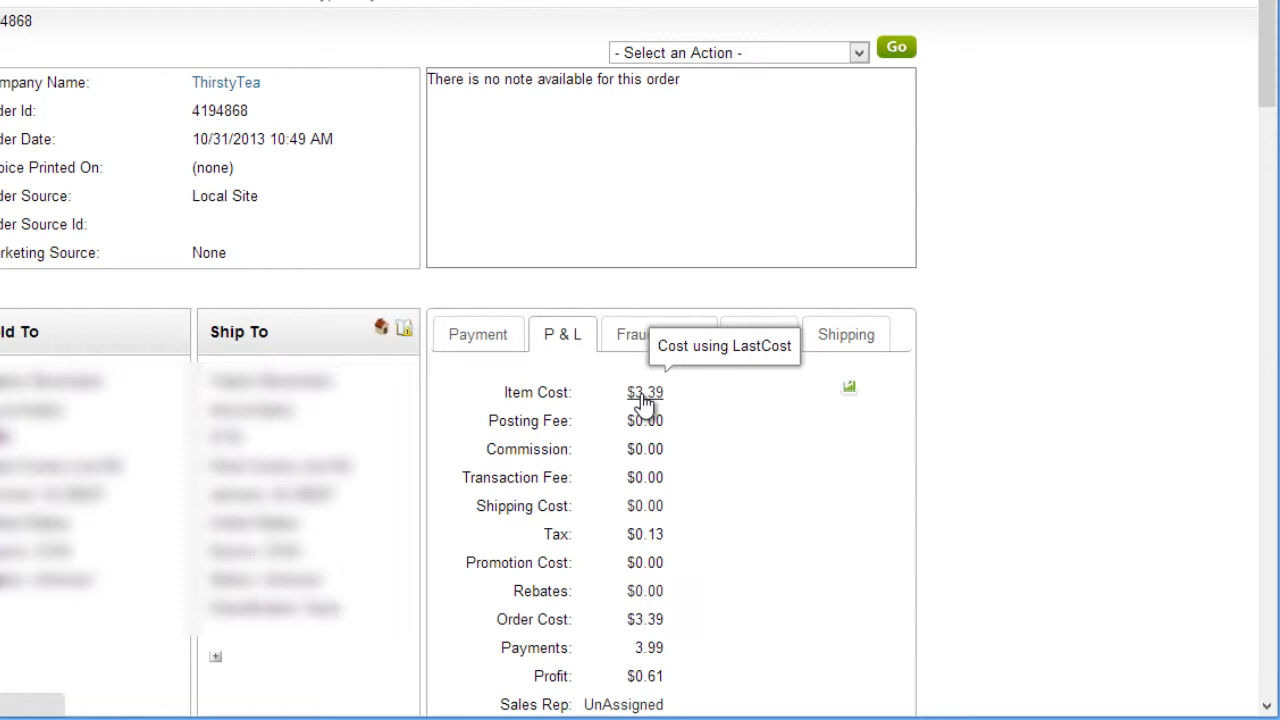 4868
- Select an Action -
Go
mpany Name: ThirstyTea
der Id: 4194868
der Date: 10/31/2013 10:49 AM
oice Printed On: (none)
der Source: Local Site
der Source Id:
rketing Source: None
There is no note available for this order
ld To
Ship To
Payment
P & L
Frau
Shipping
Cost using LastCost
Item Cost: $3.39
Posting Fee: $0.00
Commission: $0.00
Transaction Fee: $0.00
Shipping Cost: $0.00
Tax: $0.13
Promotion Cost: $0.00
Rebates: $0.00
Order Cost: $3.39
Payments: 3.99
Profit: $0.61
Sales Rep: UnAssigned